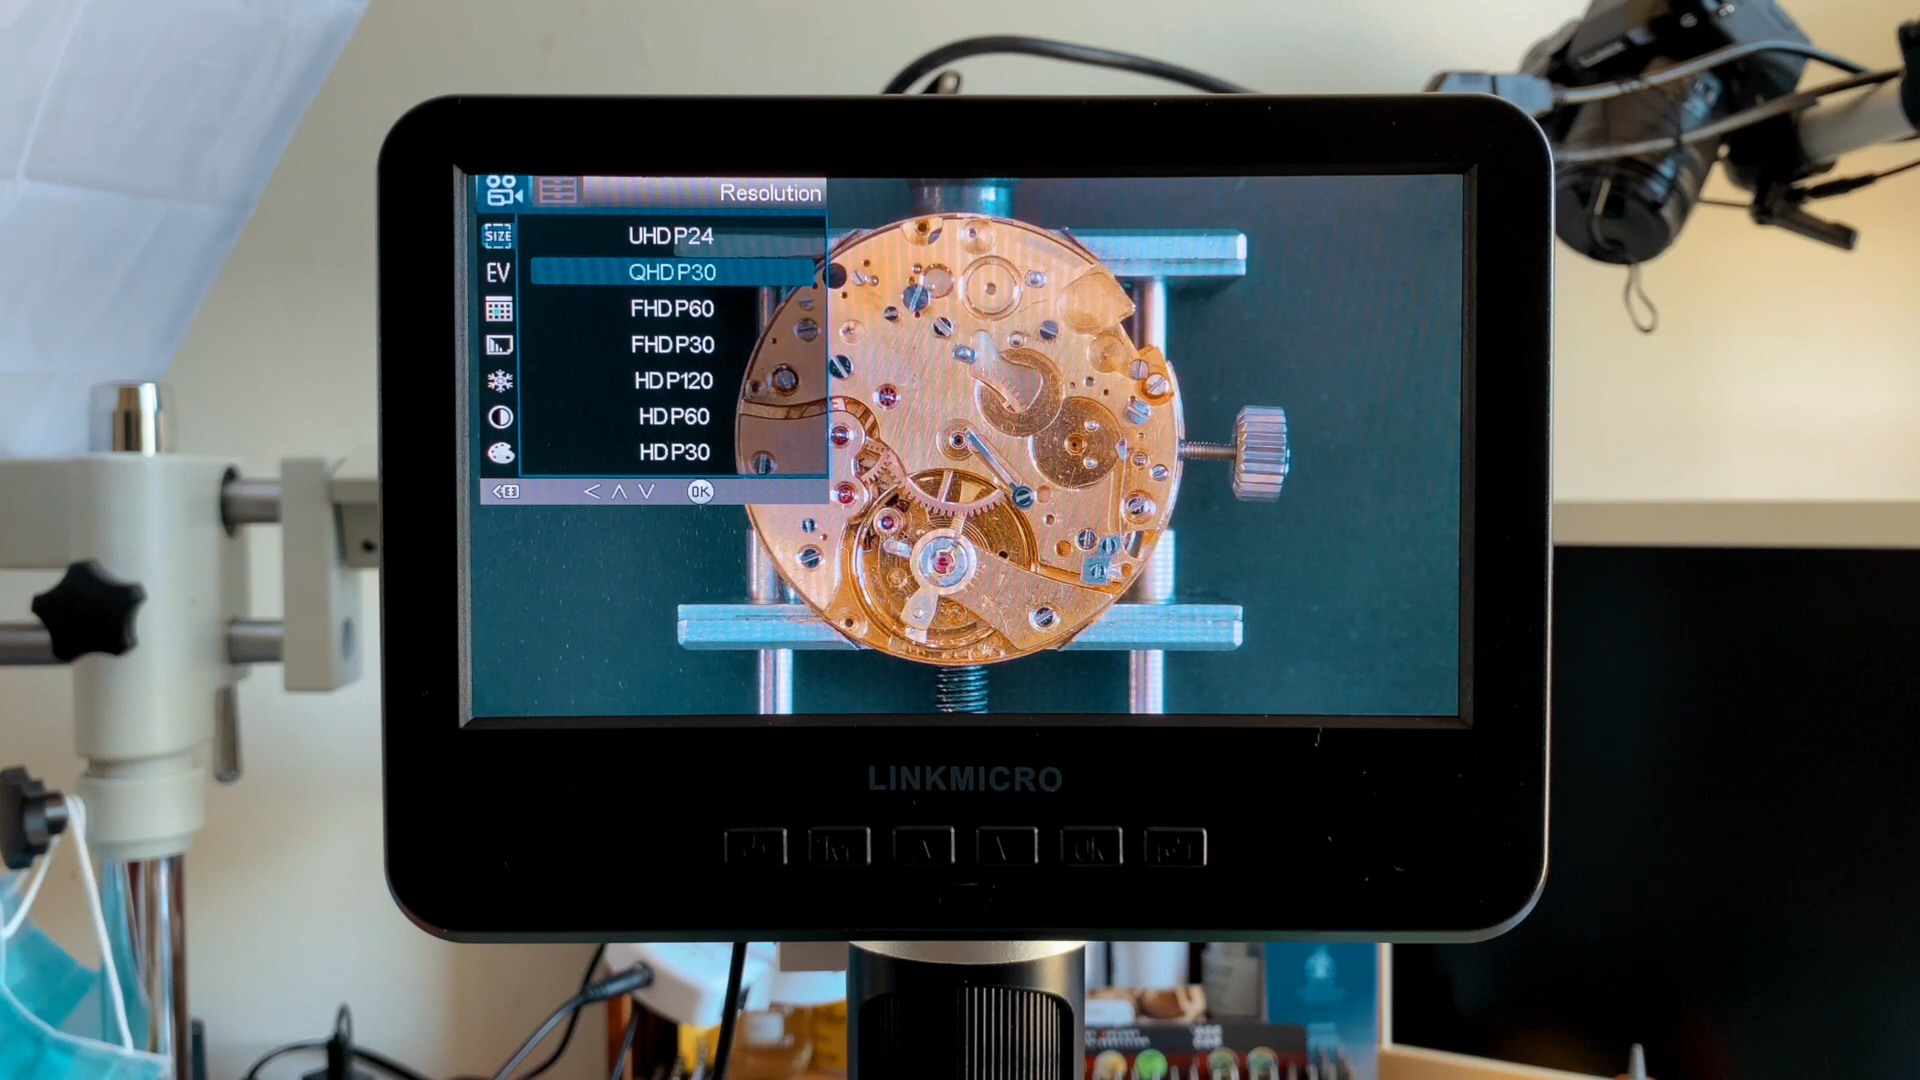 Resolution
SIZE
UHD P24
EV
QHD P30
FHD P60
FHD P30
HD P120
HD P60
HD P30
OK
LINKMICRO
OK